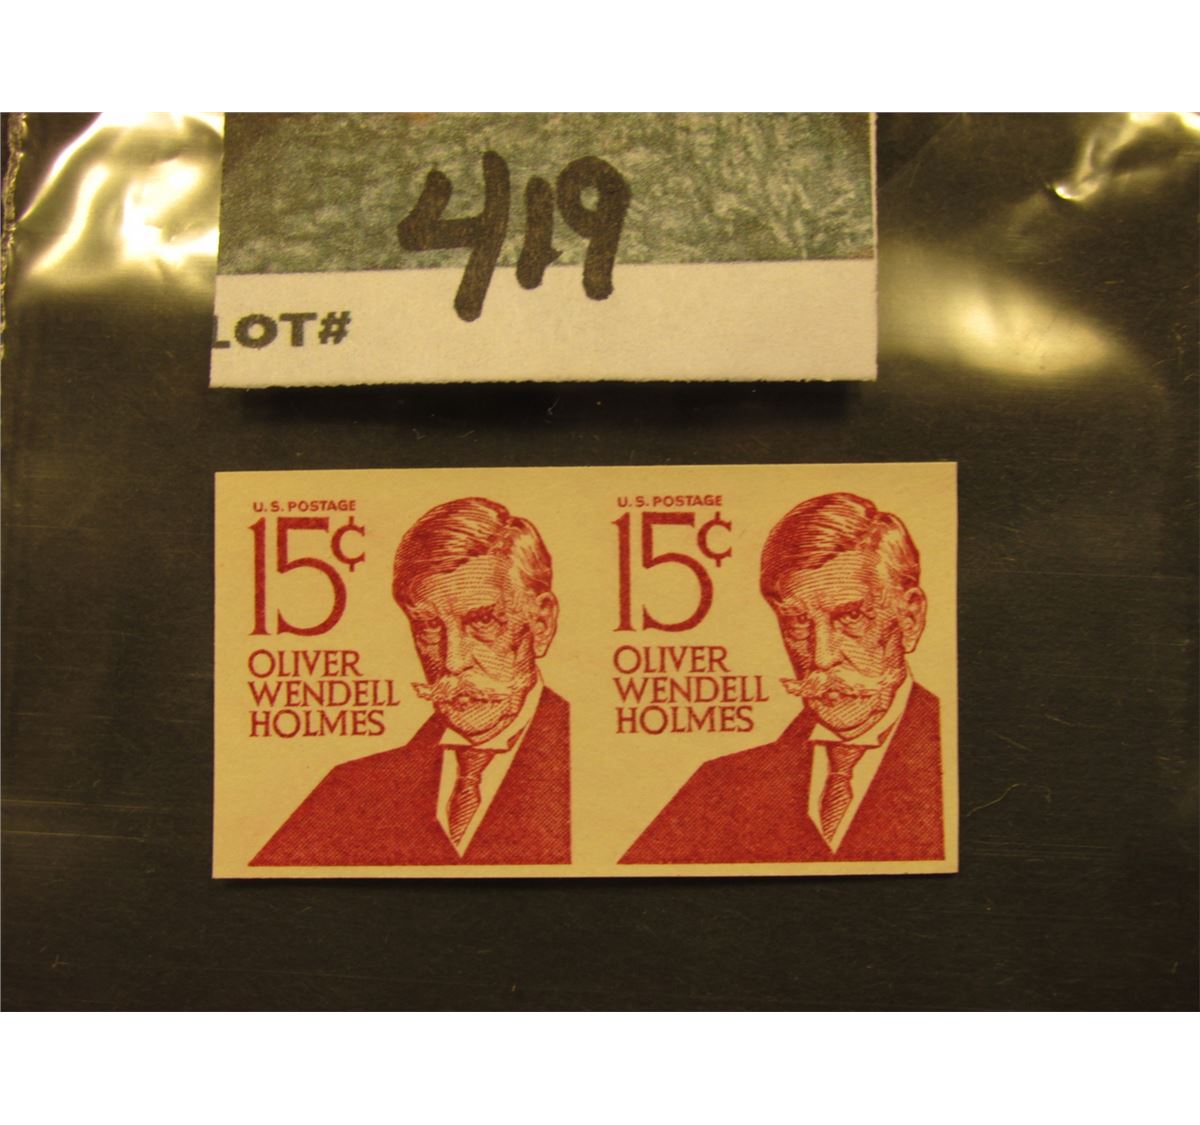 419
LOT#
U.S. POSTAGE
15¢
OLIVER
WENDELL
HOLMES
U.S. POSTAGE
15¢
OLIVER
WENDELL
HOLMES